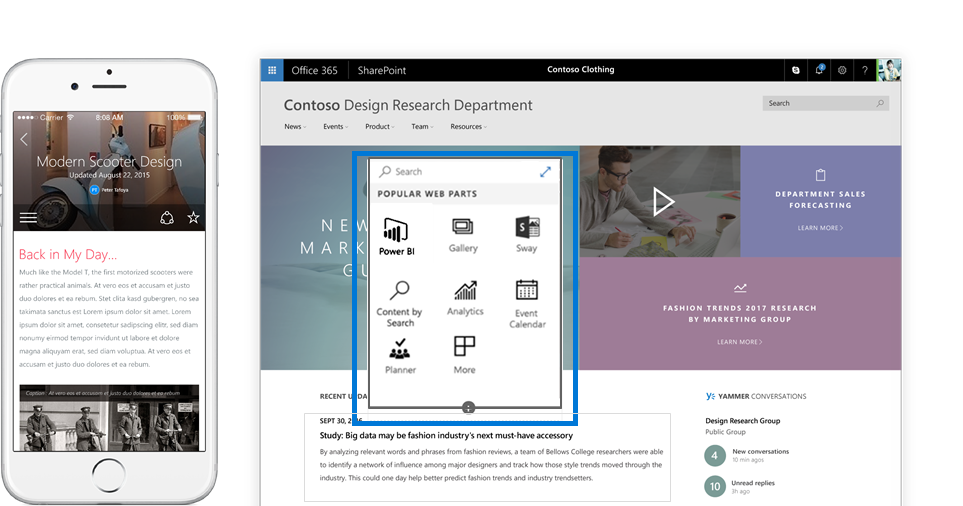 Carrier
8:08 AM
100%
Modern Scooter Design
Updated August 22, 2015
PT Peter Tafoya
Back in My Day...
Much like the Model T, the first motorized scooters were
rather practical animals. At vero eos et accusam et justo
duo dolores et ea rebum. Stet clita kasd gubergren, no sea
takimata sanctus est Lorem ipsum dolor sit amet. Lorem
ipsum dolor sit amet, consetetur sadipscing elitr, sed diam
nonumy eirmod tempor invidunt ut labore et dolore
magna aliquyam erat, sed diam voluptua. At vero eos et
accusam et justo duo dolores et ea rebum.
Caption : At vero eos et accusam et justo duo dolores et ea rebum
Office 365
SharePoint
Contoso Clothing
2
?
Contoso Design Research Department
Search
News
Events
Product
Team
Resources
NEW
MARK
GU
Search
POPULAR WEB PARTS
Power BI
Gallery
Sway
Content by
Search
Analytics
Event
Calendar
Planner
More
DEPARTMENT SALES
FORECASTING
LEARN MORE
FASHION TRENDS 2017 RESEARCH
BY MARKETING GROUP
LEARN MORE
RECENT UPDA
SEPT 30,
Study: Big data may be fashion industry's next must-have accessory
By analyzing relevant words and phrases from fashion reviews, a team of Bellows College researchers were able
to identify a network of influence among major designers and track how those style trends moved through the
industry. This could one day help better predict fashion trends and industry trendsetters.
YAMMER CONVERSATIONS
Design Research Group
Public Group
4
New conversations
10 min agos
10
Unread replies
3h ago